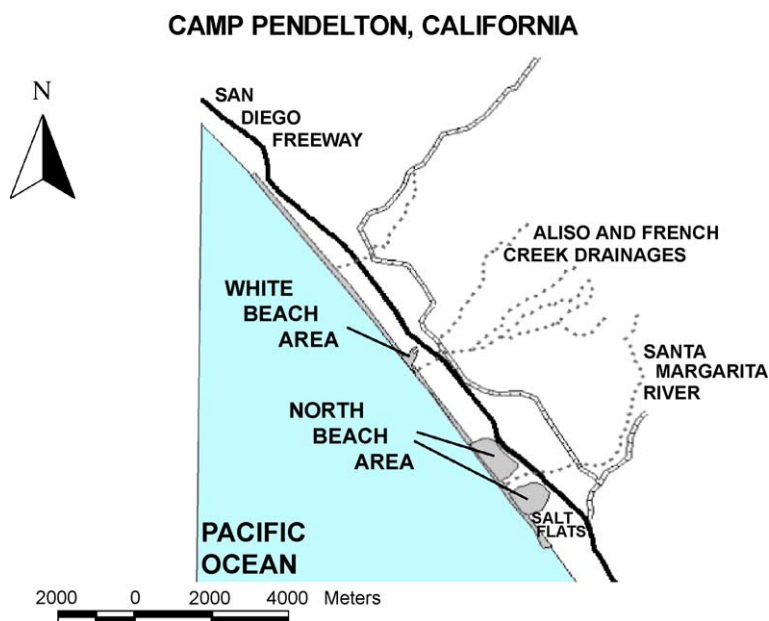 CAMP PENDELTON, CALIFORNIA
N
SAN
DIEGO
FREEWAY
ALISO AND FRENCH
CREEK DRAINAGES
WHITE
BEACH
AREA
SANTA
MARGARITA
RIVER
NORTH
BEACH
AREA
SALT
FLATS
PACIFIC
OCEAN
2000 0 2000 4000 Meters